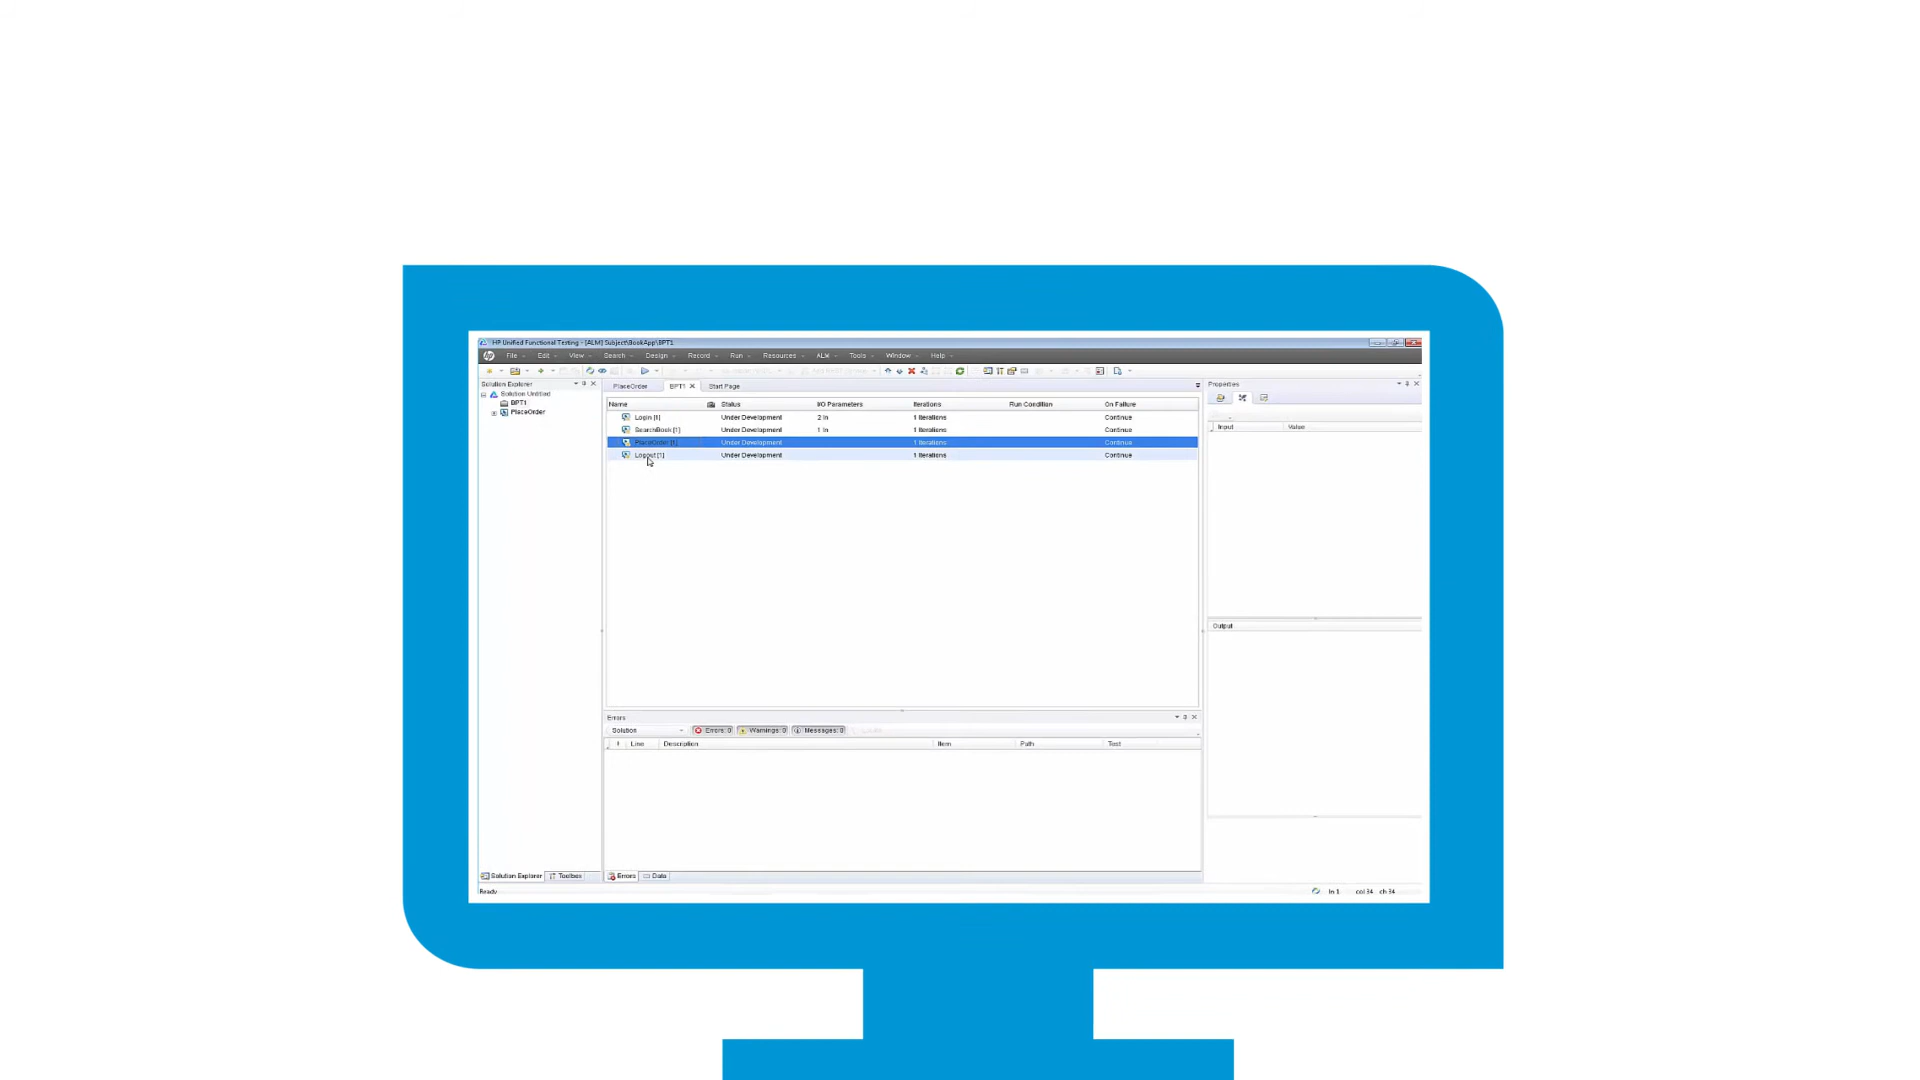 HP Unified Functional Testing - [ALM] Subject\BookApp\BPT1
File Edit View Search Design Record Run Resources ALM Tools Window Help
Solution Explorer
Solution Untitled
BPT1
PlaceOrder
PlaceOrder BPT1 Start Page
Name Status I/O Parameters Iterations Run Condition On Failure
Login [1] Under Development 2 In 1 Iterations Continue
SearchBook [1] Under Development 1 In 1 Iterations Continue
PlaceOrder [1] Under Development 1 Iterations Continue
Logout [1] Under Development 1 Iterations Continue
Properties
Input Value
Output
Errors
Solution Errors: 0 Warnings: 0 Messages: 0
! Line Description Item Path Test
Solution Explorer Toolbox Errors Data
Ready ln 1 col 34 ch 34